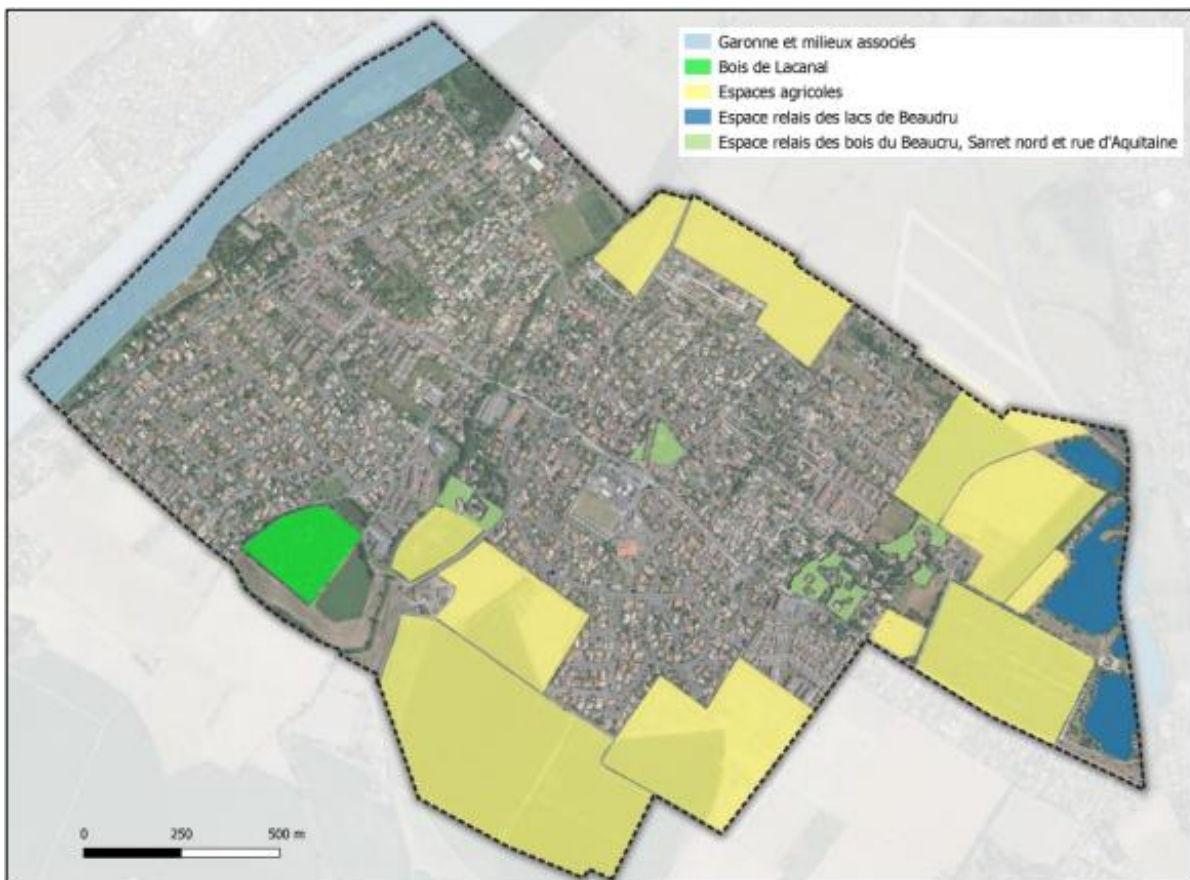 Garonne et milieux associés
Bois de Lacanal
Espaces agricoles
Espace relais des lacs de Beaudru
Espace relais des bois du Beaucru, Sarret nord et rue d'Aquitaine
0 250 500 m